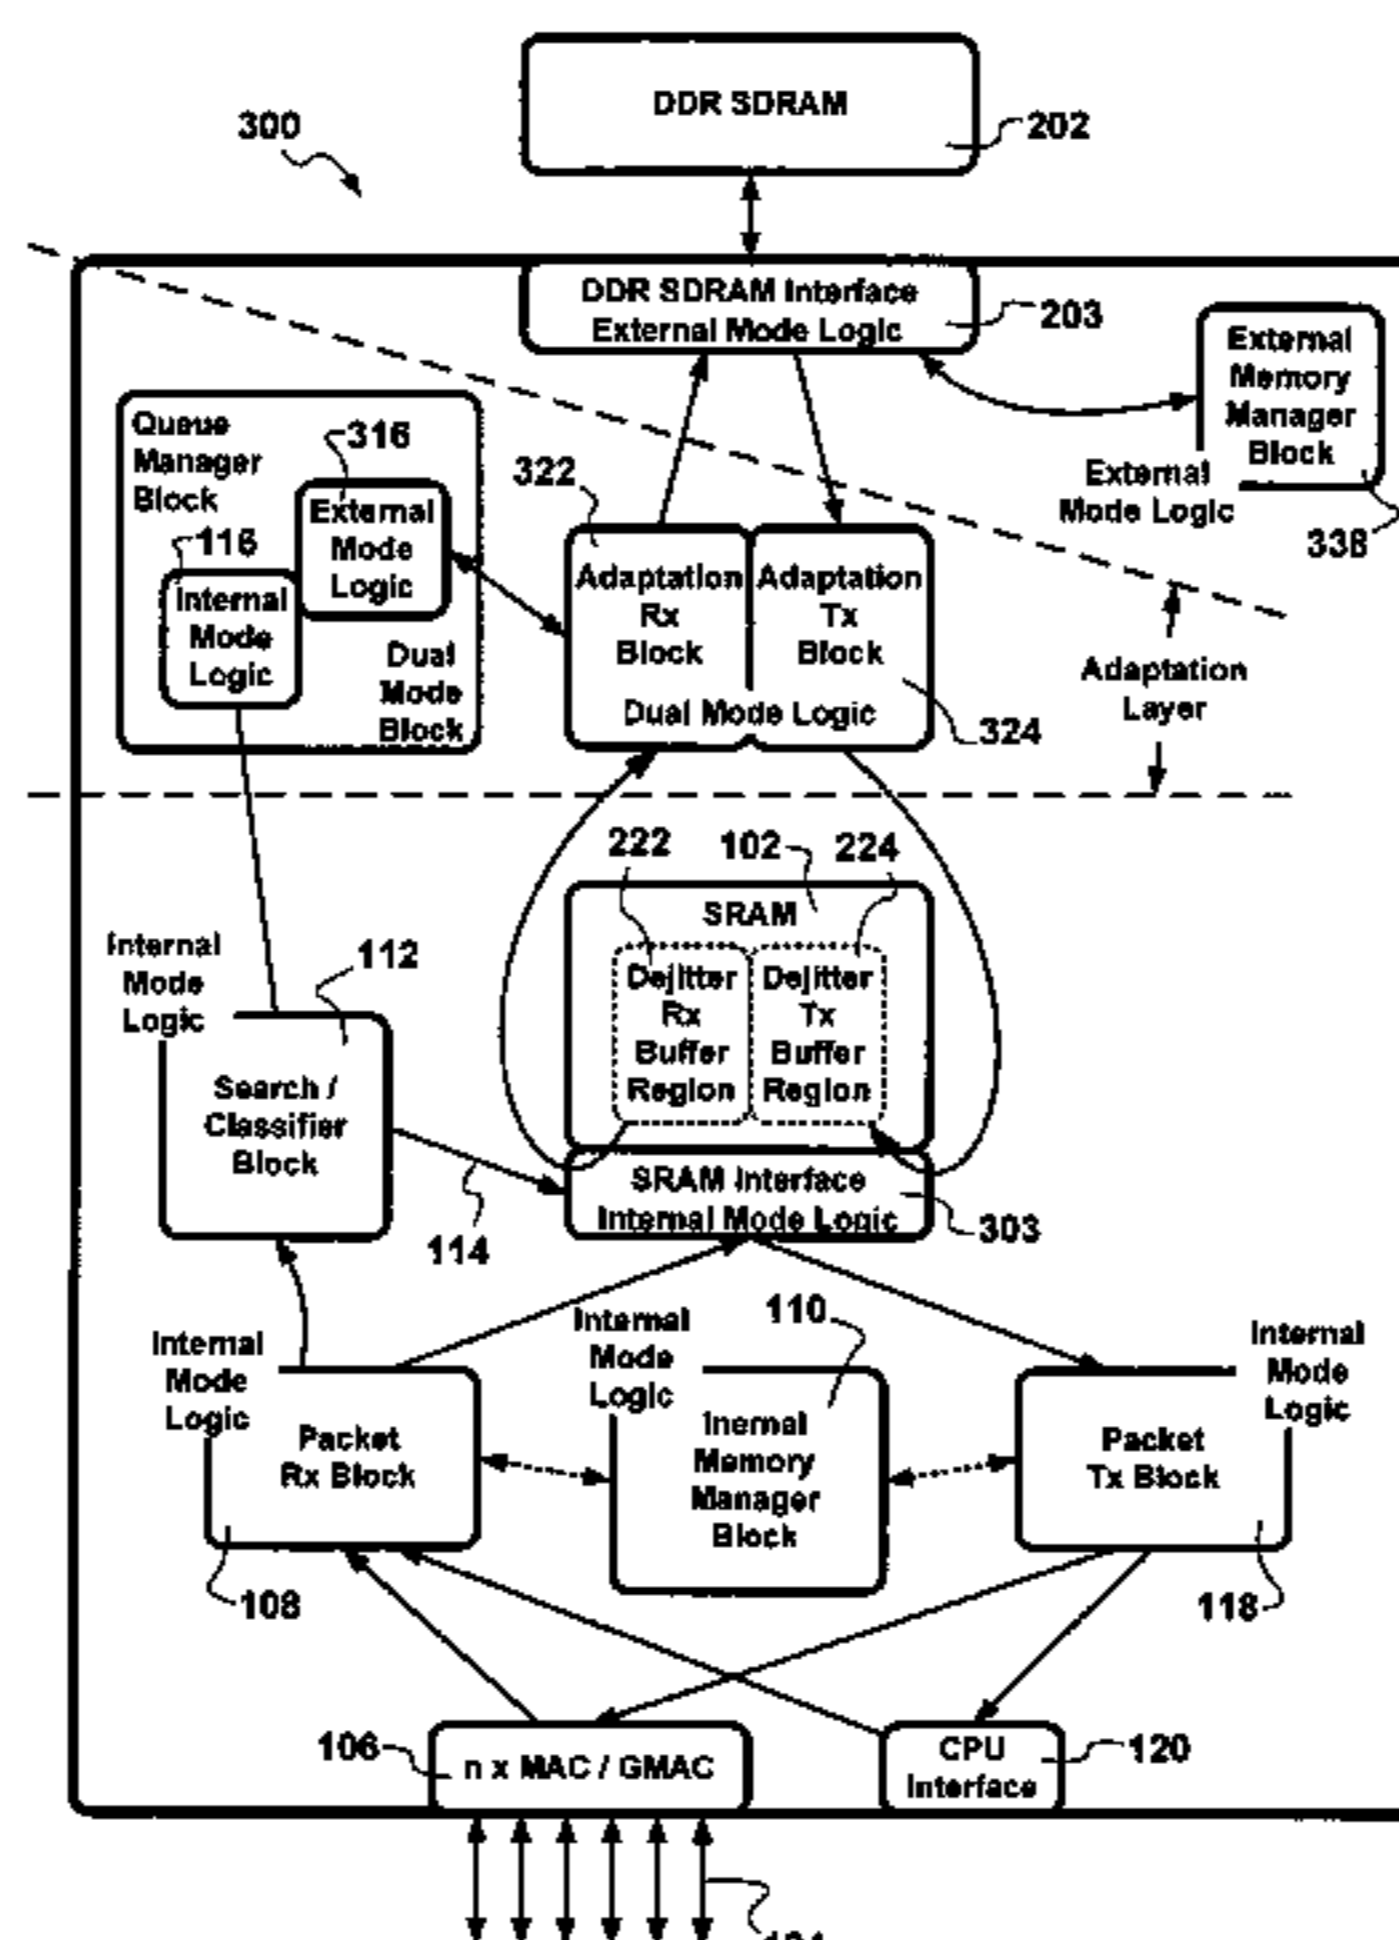 DDR SDRAM
202
300
DDR SDRAM Interface
External Mode Logic
203
External
Memory
Manager
Block
External
Mode Logic
338
Queue
Manager
Block
316
External
Mode
Logic
116
Internal
Mode
Logic
Dual
Mode
Block
322
Adaptation
Rx
Block
Adaptation
Tx
Block
Dual Mode Logic
324
Adaptation
Layer
222
102
224
SRAM
Dejitter
Rx
Buffer
Region
Dejitter
Tx
Buffer
Region
Internal
Mode
Logic
112
Search /
Classifier
Block
114
SRAM Interface
Internal Mode Logic
303
Internal
Mode
Logic
Packet
Rx Block
108
Internal
Mode
Logic
110
Inernal
Memory
Manager
Block
Internal
Mode
Logic
Packet
Tx Block
118
106
n x MAC / GMAC
CPU
Interface
120